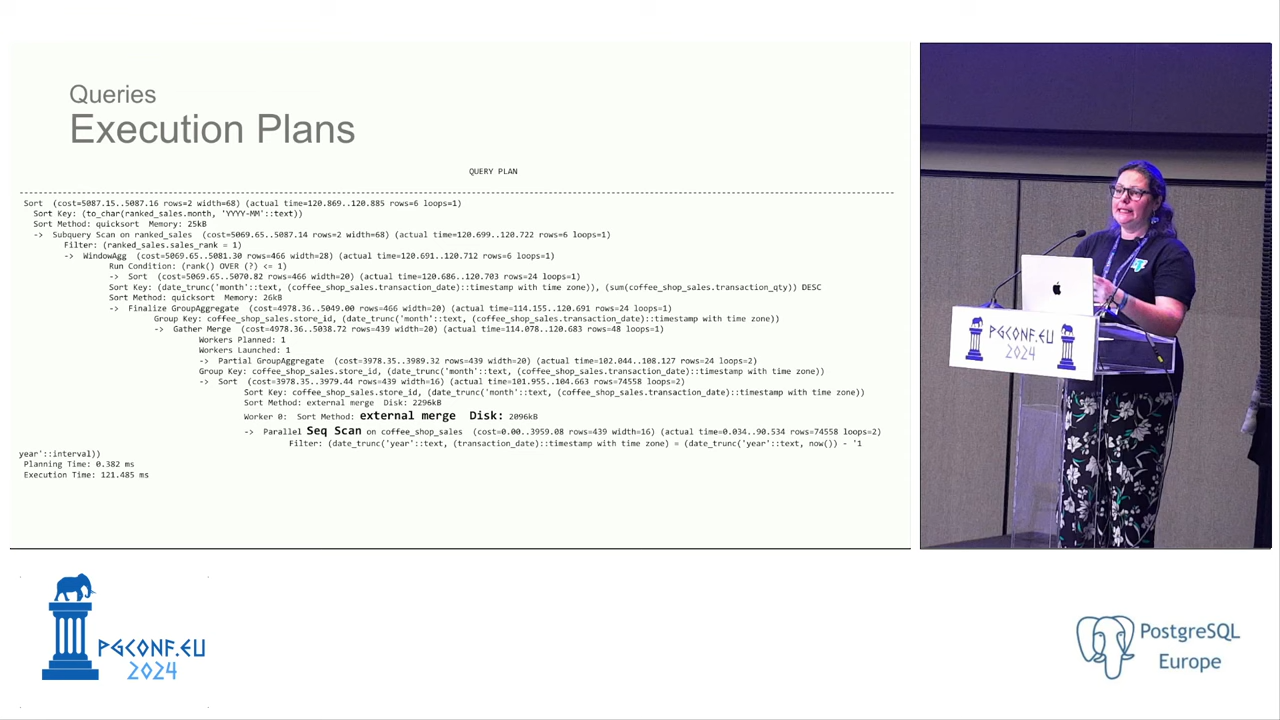 Queries
Execution Plans
QUERY PLAN
--------------------------------------------------------------------------------
Sort (cost=5087.15..5087.16 rows=2 width=68) (actual time=120.869..120.885 rows=6 loops=1)
Sort Key: (to_char(ranked_sales.month, 'YYYY-MM'::text))
Sort Method: quicksort Memory: 25kB
-> Subquery Scan on ranked_sales (cost=5069.65..5087.14 rows=2 width=68) (actual time=120.699..120.722 rows=6 loops=1)
Filter: (ranked_sales.sales_rank = 1)
-> WindowAgg (cost=5069.65..5081.30 rows=466 width=28) (actual time=120.691..120.712 rows=6 loops=1)
Run Condition: (rank() OVER (?) <= 1)
-> Sort (cost=5069.65..5070.82 rows=466 width=20) (actual time=120.686..120.703 rows=24 loops=1)
Sort Key: (date_trunc('month'::text, (coffee_shop_sales.transaction_date)::timestamp with time zone)), (sum(coffee_shop_sales.transaction_qty)) DESC
Sort Method: quicksort Memory: 26kB
-> Finalize GroupAggregate (cost=4978.36..5049.00 rows=466 width=20) (actual time=114.155..120.691 rows=24 loops=1)
Group Key: coffee_shop_sales.store_id, (date_trunc('month'::text, (coffee_shop_sales.transaction_date)::timestamp with time zone))
-> Gather Merge (cost=4978.36..5038.72 rows=439 width=20) (actual time=114.078..120.683 rows=48 loops=1)
Workers Planned: 1
Workers Launched: 1
-> Partial GroupAggregate (cost=3978.35..3989.32 rows=439 width=20) (actual time=102.044..108.127 rows=24 loops=2)
Group Key: coffee_shop_sales.store_id, (date_trunc('month'::text, (coffee_shop_sales.transaction_date)::timestamp with time zone))
-> Sort (cost=3978.35..3979.44 rows=439 width=16) (actual time=101.955..104.663 rows=74558 loops=2)
Sort Key: coffee_shop_sales.store_id, (date_trunc('month'::text, (coffee_shop_sales.transaction_date)::timestamp with time zone))
Sort Method: external merge Disk: 2296kB
Worker 0: Sort Method: external merge Disk: 2096kB
-> Parallel Seq Scan on coffee_shop_sales (cost=0.00..3959.08 rows=439 width=16) (actual time=0.034..90.534 rows=74558 loops=2)
Filter: (date_trunc('year'::text, (transaction_date)::timestamp with time zone) = (date_trunc('year'::text, now()) - '1
year'::interval))
Planning Time: 0.382 ms
Execution Time: 121.485 ms
PGCONF.EU
2024
PGCONF.EU
2024
PostgreSQL
Europe